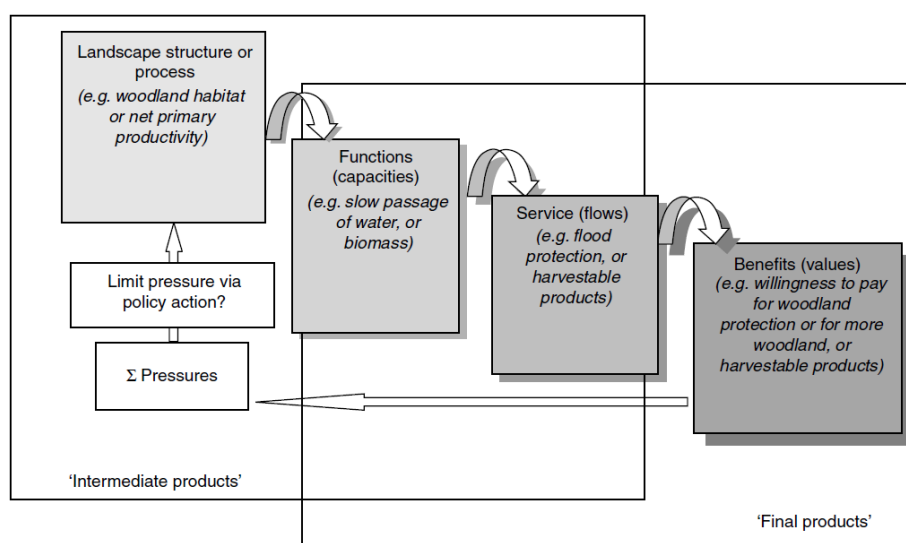 Landscape structure or
process
(e.g. woodland habitat
or net primary
productivity)
Functions
(capacities)
(e.g. slow passage
of water, or
biomass)
Service (flows)
(e.g. flood
protection, or
harvestable
products)
Benefits (values)
(e.g. willingness to pay
for woodland
protection or for more
woodland, or
harvestable products)
Limit pressure via
policy action?
Σ Pressures
‘Intermediate products’
‘Final products’